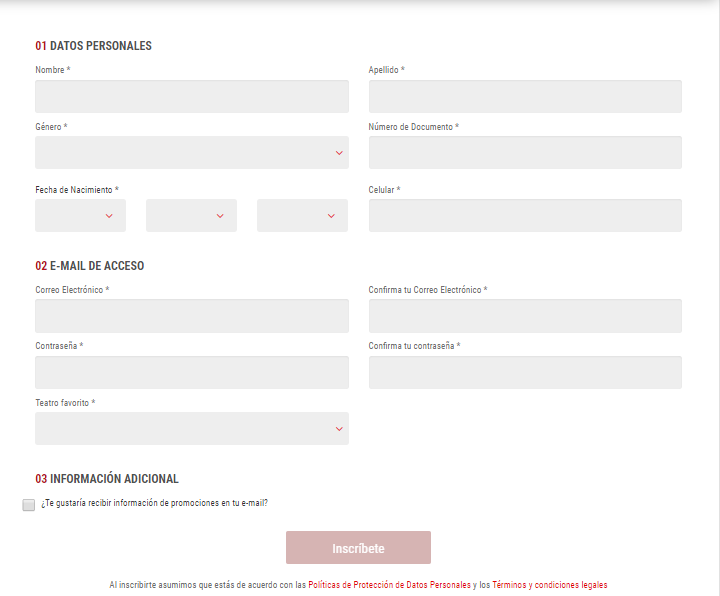 01 DATOS PERSONALES
Nombre *
Apellido *
Género *
Número de Documento *
Fecha de Nacimiento *
Celular *
02 E-MAIL DE ACCESO
Correo Electrónico *
Confirma tu Correo Electrónico *
Contraseña *
Confirma tu contraseña *
Teatro favorito *
03 INFORMACIÓN ADICIONAL
¿Te gustaría recibir información de promociones en tu e-mail?
Inscríbete
Al inscribirte asumimos que estás de acuerdo con las Políticas de Protección de Datos Personales y los Términos y condiciones legales